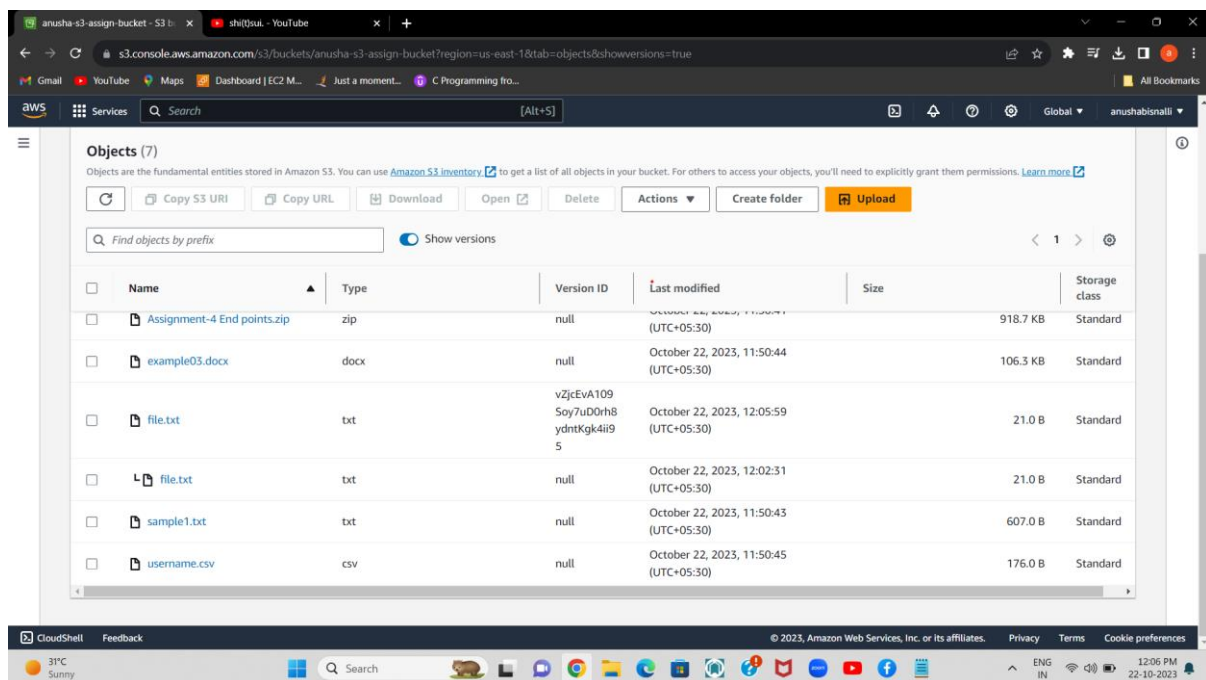 anusha-s3-assign-bucket - S3 b
shi(t)sui. - YouTube
s3.console.aws.amazon.com/s3/buckets/anusha-s3-assign-bucket?region=us-east-1&tab=objects&showversions=true
Gmail YouTube Maps Dashboard | EC2 M... Just a moment... C Programming fro... All Bookmarks
aws Services Search [Alt+S] Global anushabisnalli
Objects (7)
Objects are the fundamental entities stored in Amazon S3. You can use Amazon S3 inventory to get a list of all objects in your bucket. For others to access your objects, you'll need to explicitly grant them permissions. Learn more
Copy S3 URI Copy URL Download Open Delete Actions Create folder Upload
Find objects by prefix Show versions 1
Name Type Version ID Last modified Size Storage
class
Assignment-4 End points.zip zip null 918.7 KB Standard
(UTC+05:30)
example03.docx docx null October 22, 2023, 11:50:44 106.3 KB Standard
(UTC+05:30)
vZjcEvA109
file.txt txt Soy7uD0rh8 October 22, 2023, 12:05:59 21.0 B Standard
ydntKgk4ii9 (UTC+05:30)
5
file.txt txt null October 22, 2023, 12:02:31 21.0 B Standard
(UTC+05:30)
sample1.txt txt null October 22, 2023, 11:50:43 607.0 B Standard
(UTC+05:30)
username.csv csv null October 22, 2023, 11:50:45 176.0 B Standard
(UTC+05:30)
CloudShell Feedback © 2023, Amazon Web Services, Inc. or its affiliates. Privacy Terms Cookie preferences
31°C
Sunny
Search
ENG
IN
12:06 PM
22-10-2023